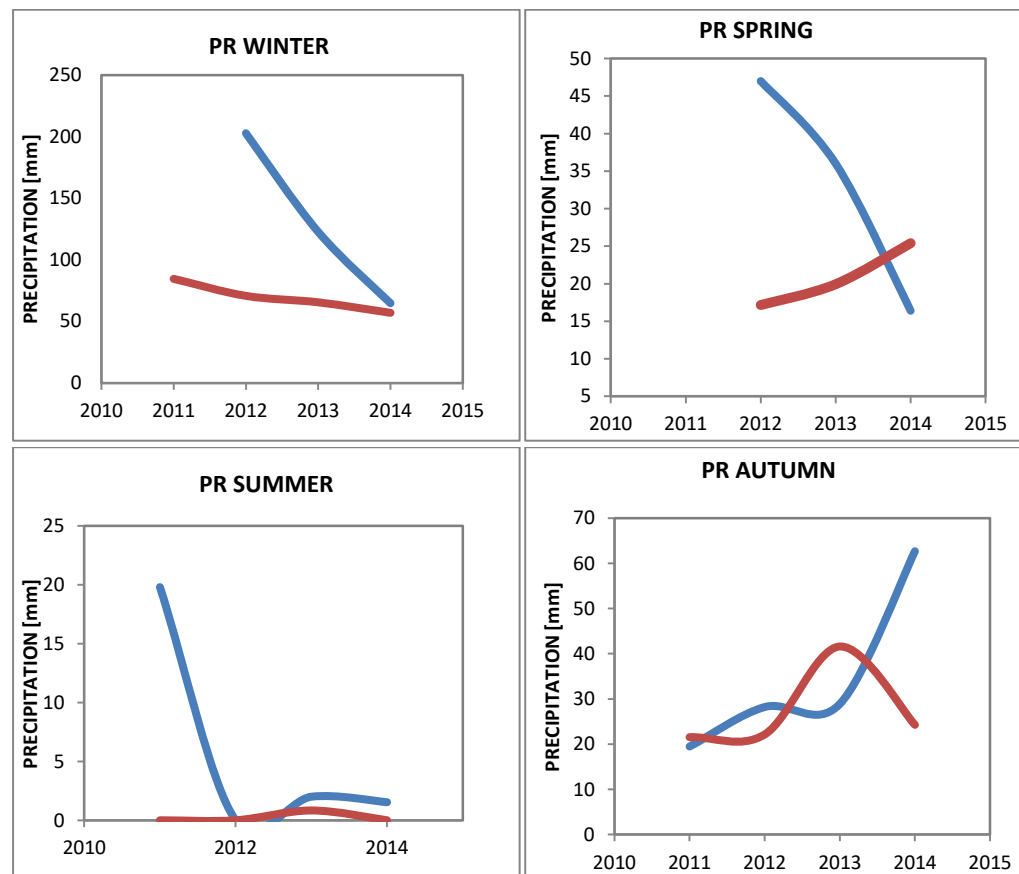 PR WINTER
PRECIPITATION [mm]
250
200
150
100
50
0
2010 2011 2012 2013 2014 2015
PR SPRING
PRECIPITATION [mm]
50
45
40
35
30
25
20
15
10
5
2010 2011 2012 2013 2014 2015
PR SUMMER
PRECIPITATION [mm]
25
20
15
10
5
0
2010 2012 2014
PR AUTUMN
PRECIPITATION [mm]
70
60
50
40
30
20
10
0
2010 2011 2012 2013 2014 2015